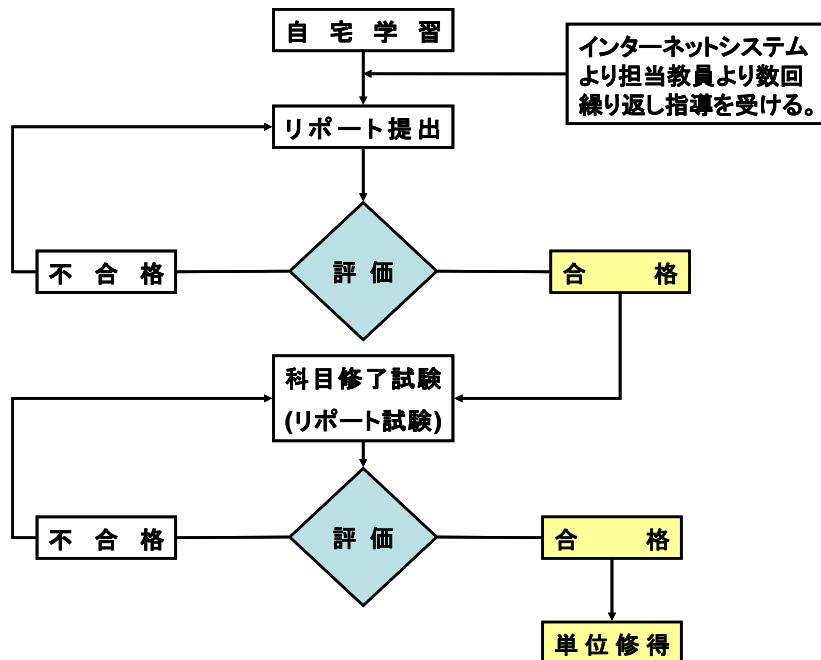 自宅学習
インターネットシステム
より担当教員より数回
繰り返し指導を受ける。
リポート提出
評価
不合格
合格
科目修了試験
(リポート試験)
評価
不合格
合格
単位修得